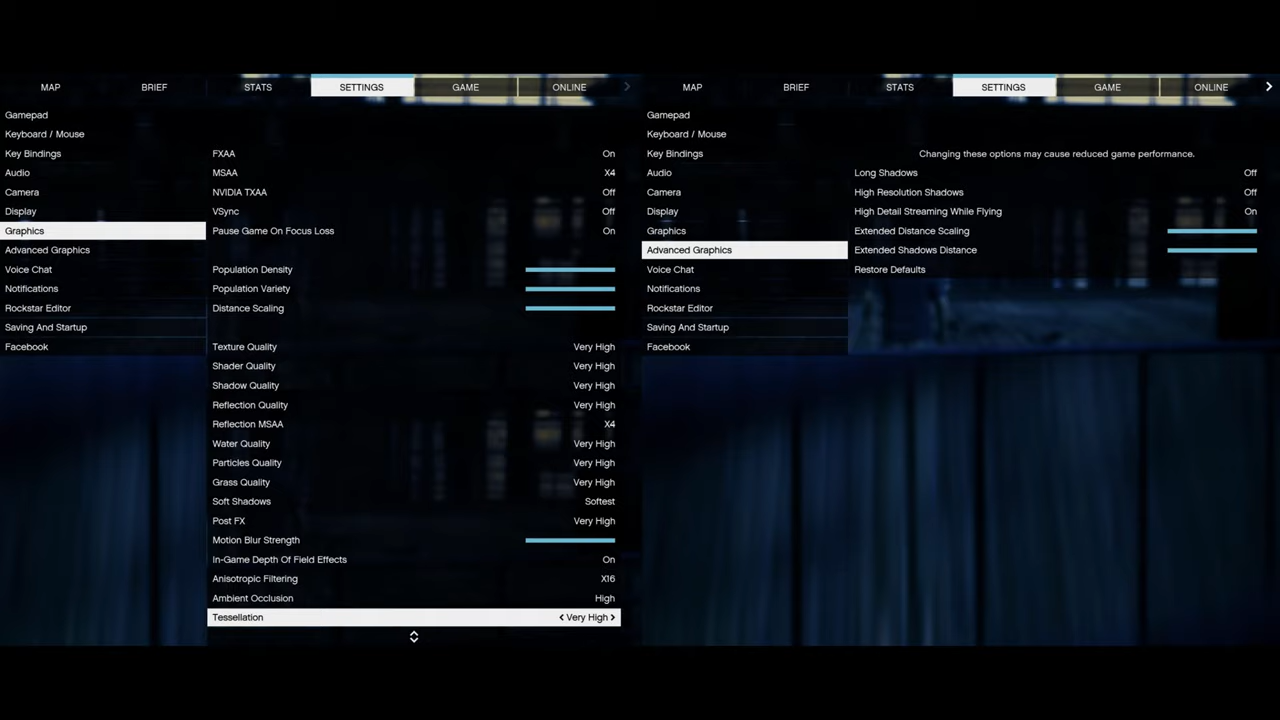 MAP BRIEF STATS SETTINGS GAME ONLINE
Gamepad
Keyboard / Mouse
Key Bindings
Audio
Camera
Display
Graphics
Advanced Graphics
Voice Chat
Notifications
Rockstar Editor
Saving And Startup
Facebook
FXAA On
MSAA X4
NVIDIA TXAA Off
VSync Off
Pause Game On Focus Loss On
Population Density
Population Variety
Distance Scaling
Texture Quality Very High
Shader Quality Very High
Shadow Quality Very High
Reflection Quality Very High
Reflection MSAA X4
Water Quality Very High
Particles Quality Very High
Grass Quality Very High
Soft Shadows Softest
Post FX Very High
Motion Blur Strength
In-Game Depth Of Field Effects On
Anisotropic Filtering X16
Ambient Occlusion High
Tessellation < Very High >
MAP BRIEF STATS SETTINGS GAME ONLINE
Gamepad
Keyboard / Mouse
Key Bindings
Audio
Camera
Display
Graphics
Advanced Graphics
Voice Chat
Notifications
Rockstar Editor
Saving And Startup
Facebook
Changing these options may cause reduced game performance.
Long Shadows Off
High Resolution Shadows Off
High Detail Streaming While Flying On
Extended Distance Scaling
Extended Shadows Distance
Restore Defaults